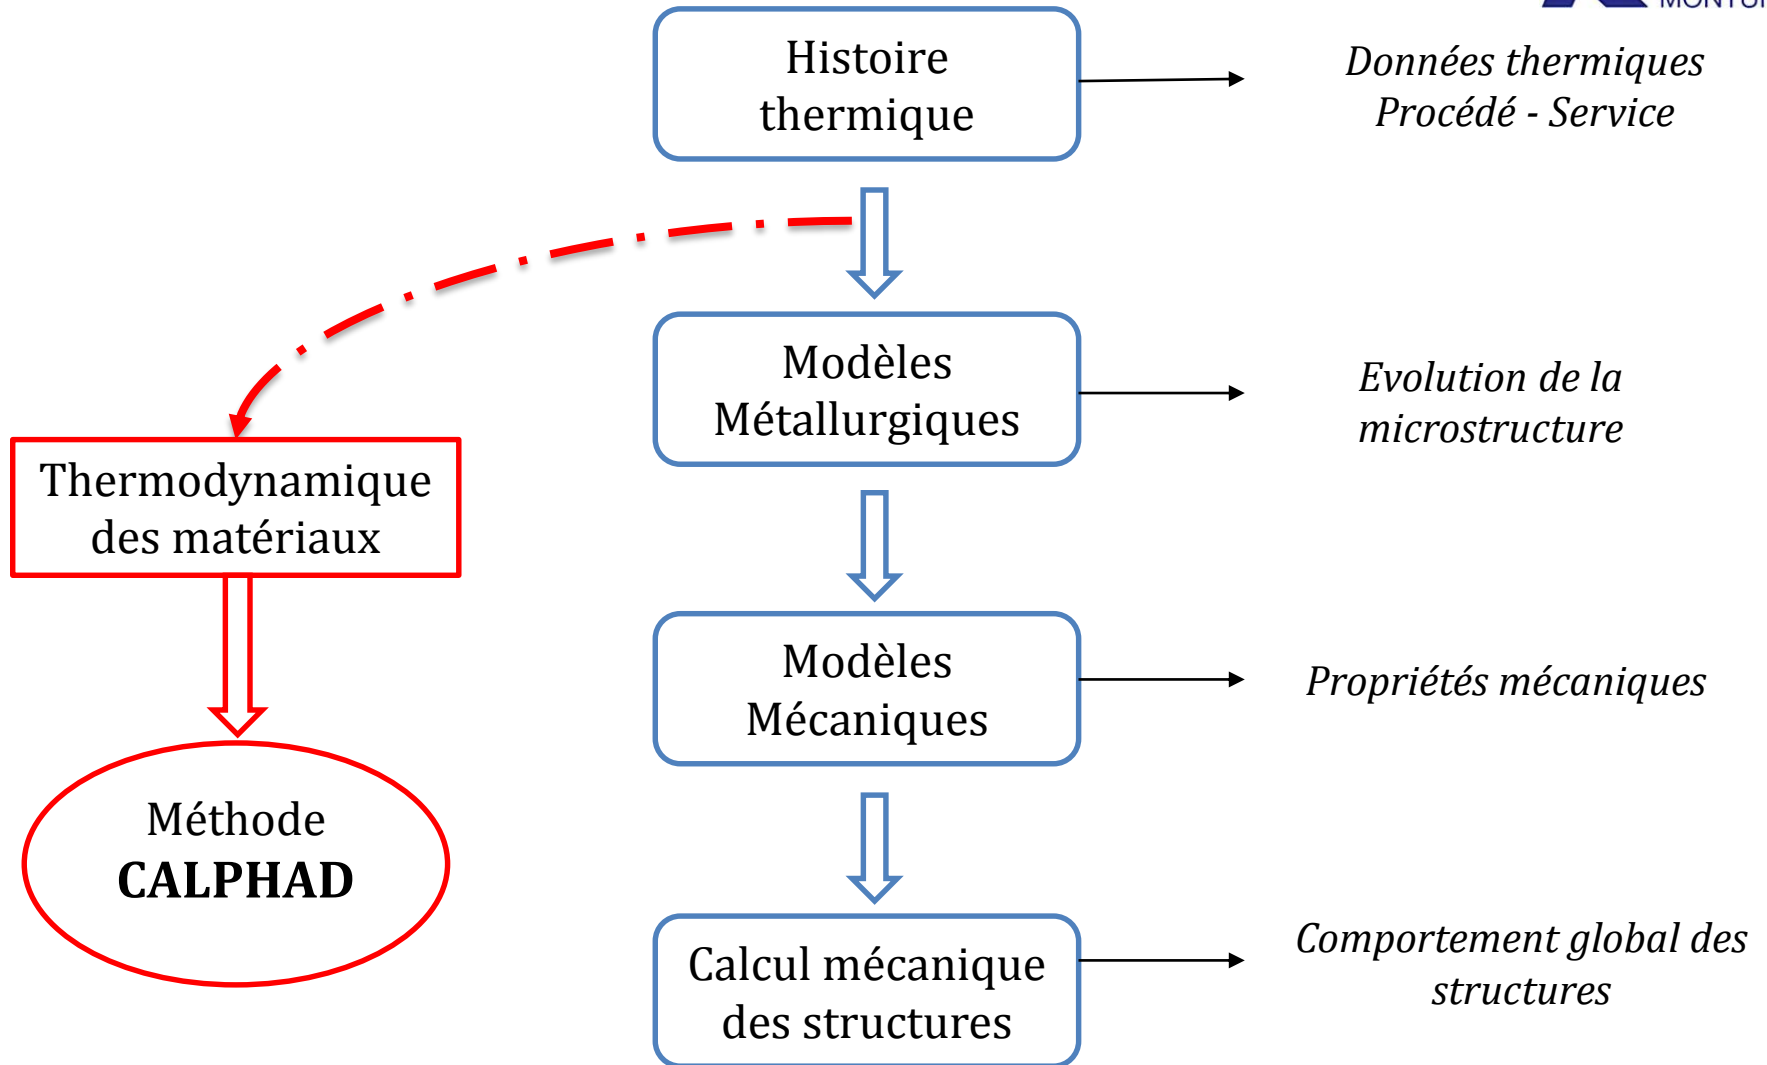 Histoire
thermique
Données thermiques
Procédé - Service
Modèles
Métallurgiques
Evolution de la
microstructure
Thermodynamique
des matériaux
Modèles
Mécaniques
Propriétés mécaniques
Méthode
CALPHAD
Calcul mécanique
des structures
Comportement global des
structures